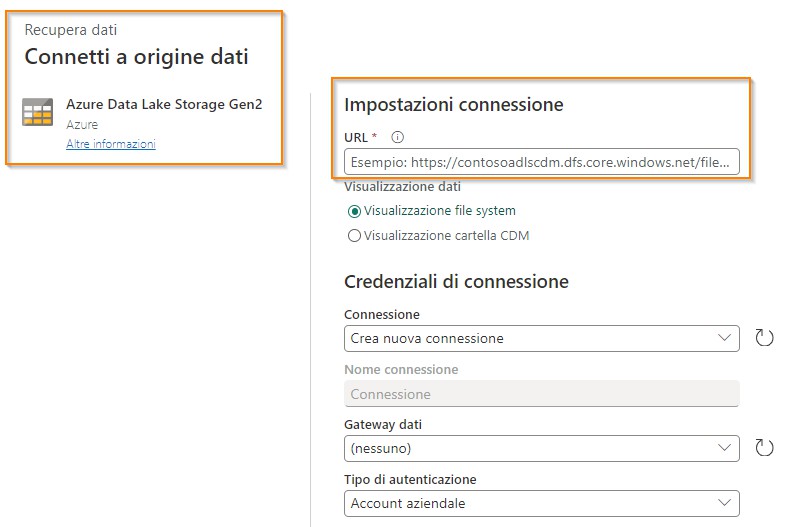 Recupera dati
Connetti a origine dati
Azure Data Lake Storage Gen2
Azure
Altre informazioni
Impostazioni connessione
URL *
Esempio: https://contosoadlscdm.dfs.core.windows.net/file...
Visualizzazione dati
Visualizzazione file system
Visualizzazione cartella CDM
Credenziali di connessione
Connessione
Crea nuova connessione
Nome connessione
Connessione
Gateway dati
(nessuno)
Tipo di autenticazione
Account aziendale